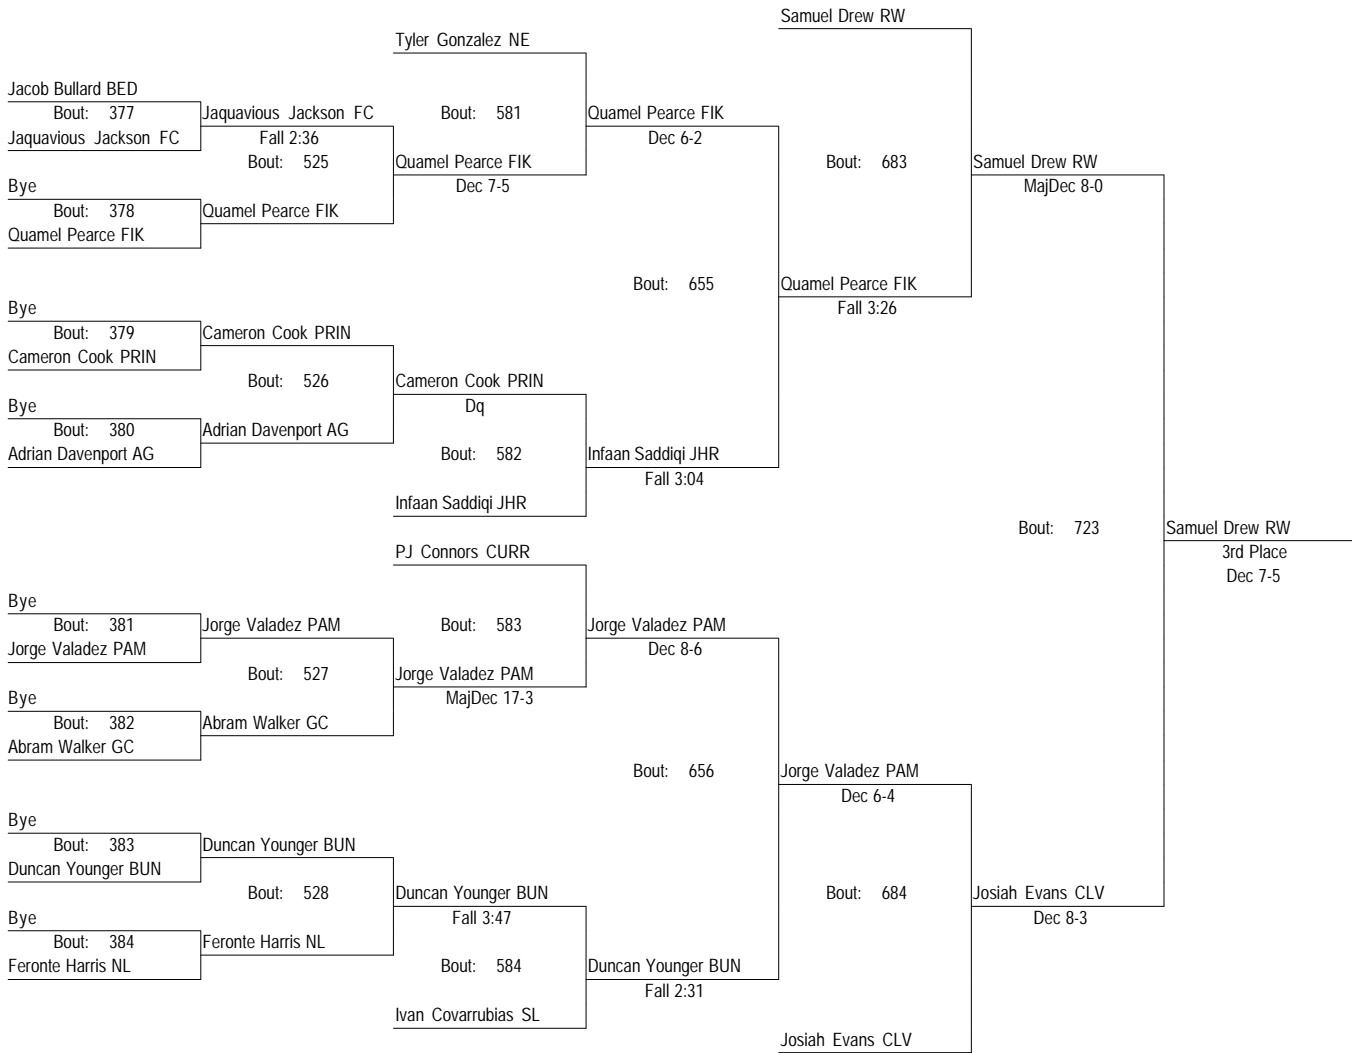 Samuel Drew RW
Tyler Gonzalez NE
Jacob Bullard BED
Bout: 377
Jaquavious Jackson FC
Bout: 581
Quamel Pearce FIK
Jaquavious Jackson FC
Fall 2:36
Dec 6-2
Bout: 525
Quamel Pearce FIK
Bout: 683
Samuel Drew RW
Bye
Dec 7-5
MajDec 8-0
Bout: 378
Quamel Pearce FIK
Quamel Pearce FIK
Bout: 655
Quamel Pearce FIK
Bye
Fall 3:26
Bout: 379
Cameron Cook PRIN
Cameron Cook PRIN
Bout: 526
Cameron Cook PRIN
Bye
Dq
Bout: 380
Adrian Davenport AG
Adrian Davenport AG
Bout: 582
Infaan Saddiqi JHR
Fall 3:04
Infaan Saddiqi JHR
Bout: 723
Samuel Drew RW
PJ Connors CURR
3rd Place
Dec 7-5
Bye
Bout: 381
Jorge Valadez PAM
Bout: 583
Jorge Valadez PAM
Jorge Valadez PAM
Dec 8-6
Bout: 527
Jorge Valadez PAM
Bye
MajDec 17-3
Bout: 382
Abram Walker GC
Abram Walker GC
Bout: 656
Jorge Valadez PAM
Dec 6-4
Bye
Bout: 383
Duncan Younger BUN
Duncan Younger BUN
Bout: 528
Duncan Younger BUN
Bout: 684
Josiah Evans CLV
Bye
Fall 3:47
Dec 8-3
Bout: 384
Feronte Harris NL
Feronte Harris NL
Bout: 584
Duncan Younger BUN
Fall 2:31
Ivan Covarrubias SL
Josiah Evans CLV